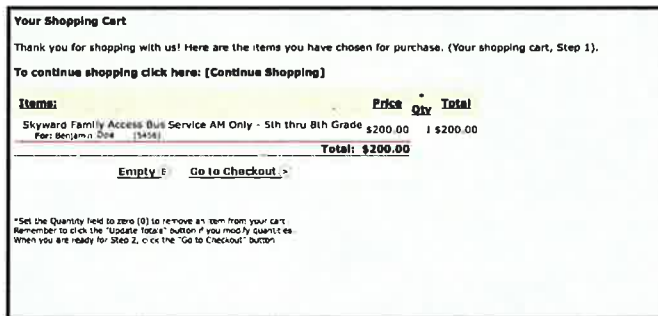 Your Shopping Cart
Thank you for shopping with us! Here are the items you have chosen for purchase. (Your shopping cart, Step 1).
To continue shopping click here: [Continue Shopping]
Items: Price * Qty Total
Skyward Family Access Bus Service AM Only - 5th thru 8th Grade $200.00 1 $200.00
For: Benjamin Doe (5456)
Total: $200.00
Empty Go to Checkout >
*Set the Quantity field to zero (0) to remove an item from your cart
Remember to click the "Update Totals" button if you modify quantities
When you are ready for Step 2, click the "Go to Checkout" button